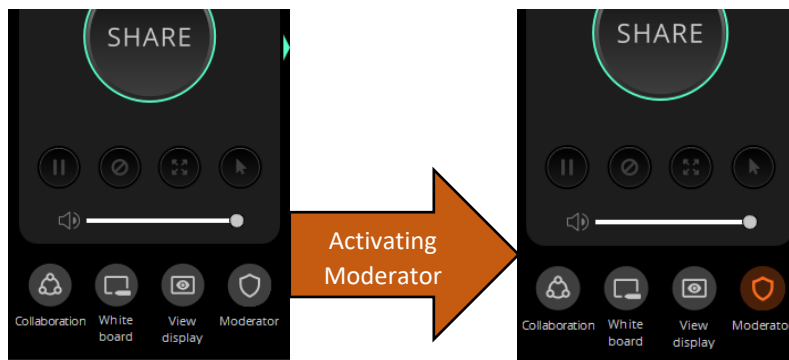 SHARE
Collaboration
White
board
View
display
Moderator
Activating
Moderator
SHARE
Collaboration
White
board
View
display
Moderato